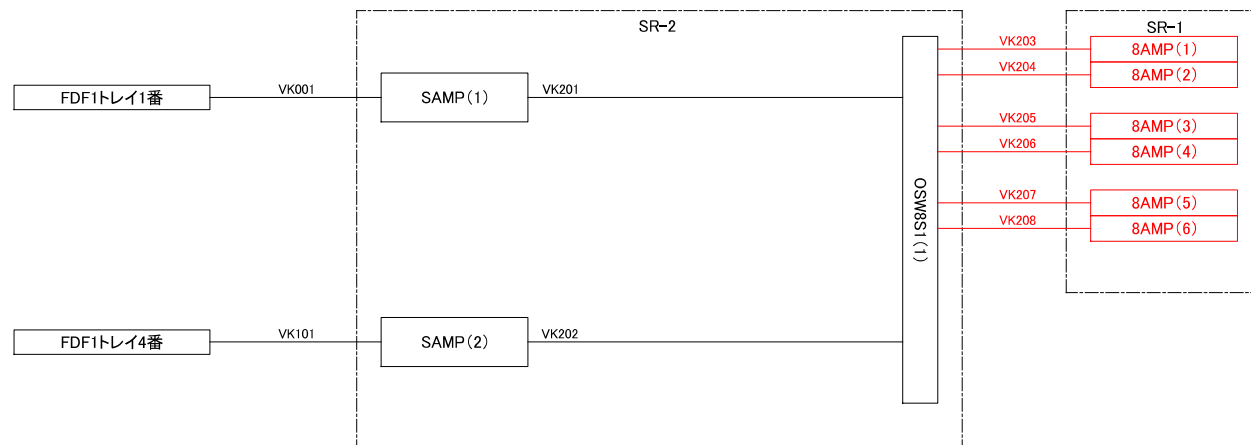 SR-2
SR-1
VK203
8AMP(1)
VK204
8AMP(2)
FDF1トレイ1番
VK001
SAMP(1)
VK201
VK205
8AMP(3)
VK206
8AMP(4)
OSW8S1(1)
VK207
8AMP(5)
VK208
8AMP(6)
FDF1トレイ4番
VK101
SAMP(2)
VK202